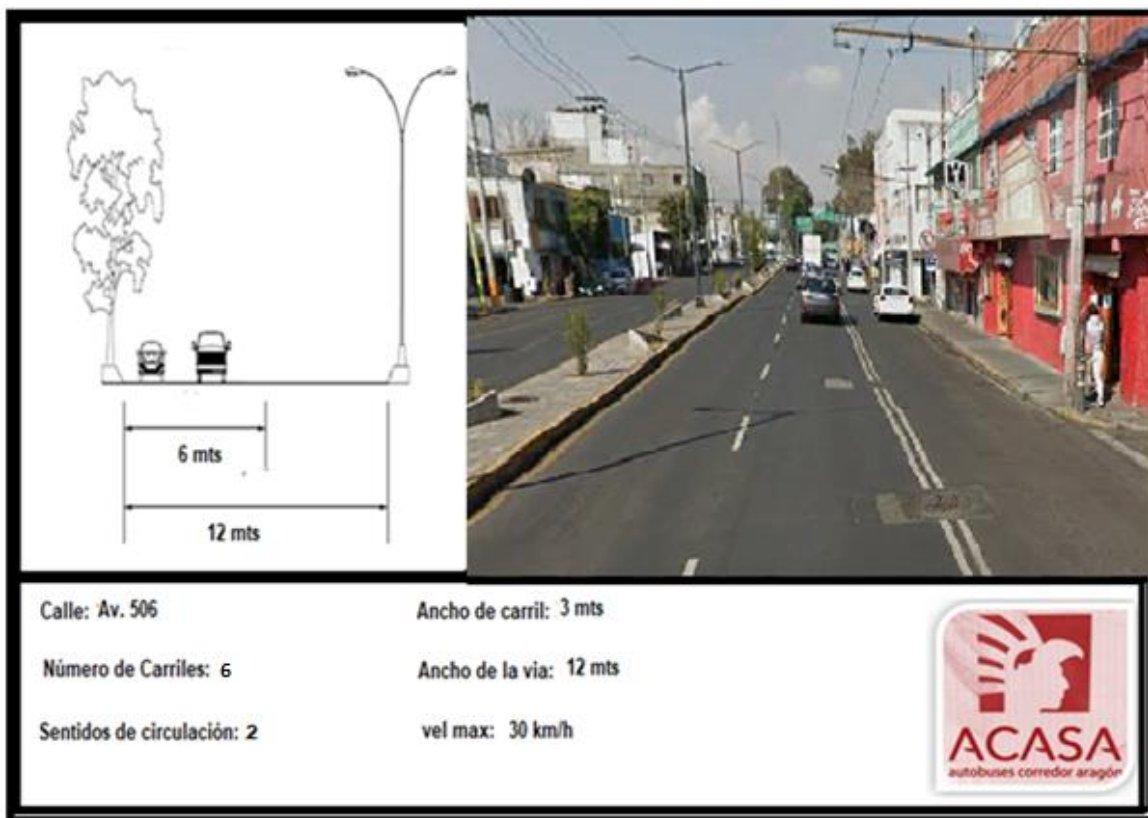 6 mts
12 mts
Calle: Av. 506
Ancho de carril: 3 mts
Número de Carriles: 6
Ancho de la via: 12 mts
Sentidos de circulación: 2
vel max: 30 km/h
ACASA
autobuses corredor aragón